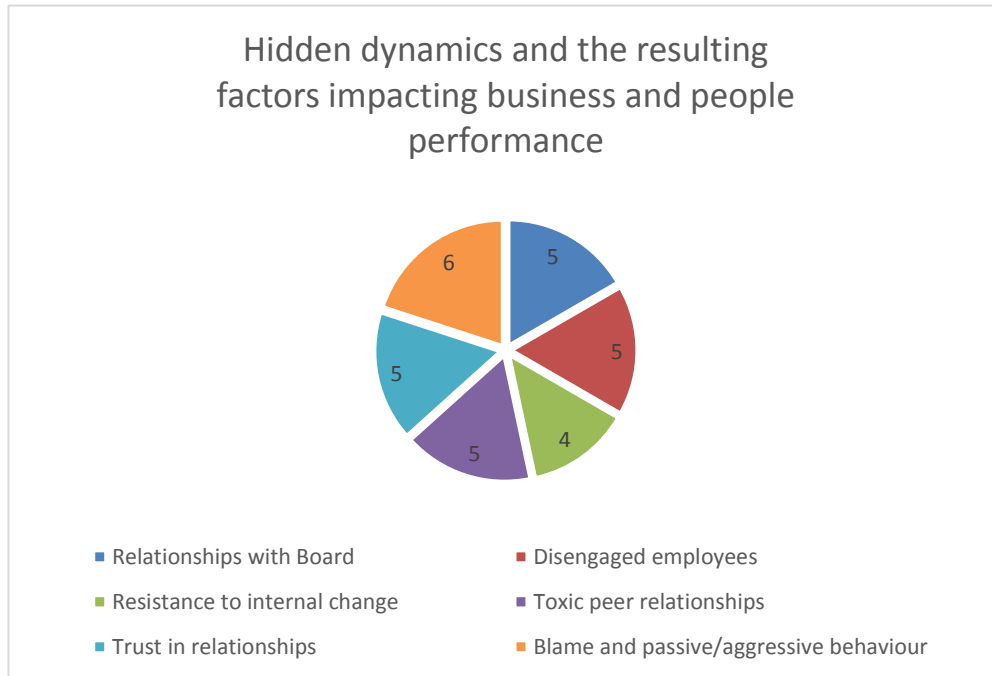 Hidden dynamics and the resulting
factors impacting business and people
performance
5
5
4
5
5
6
Relationships with Board
Disengaged employees
Resistance to internal change
Toxic peer relationships
Trust in relationships
Blame and passive/aggressive behaviour